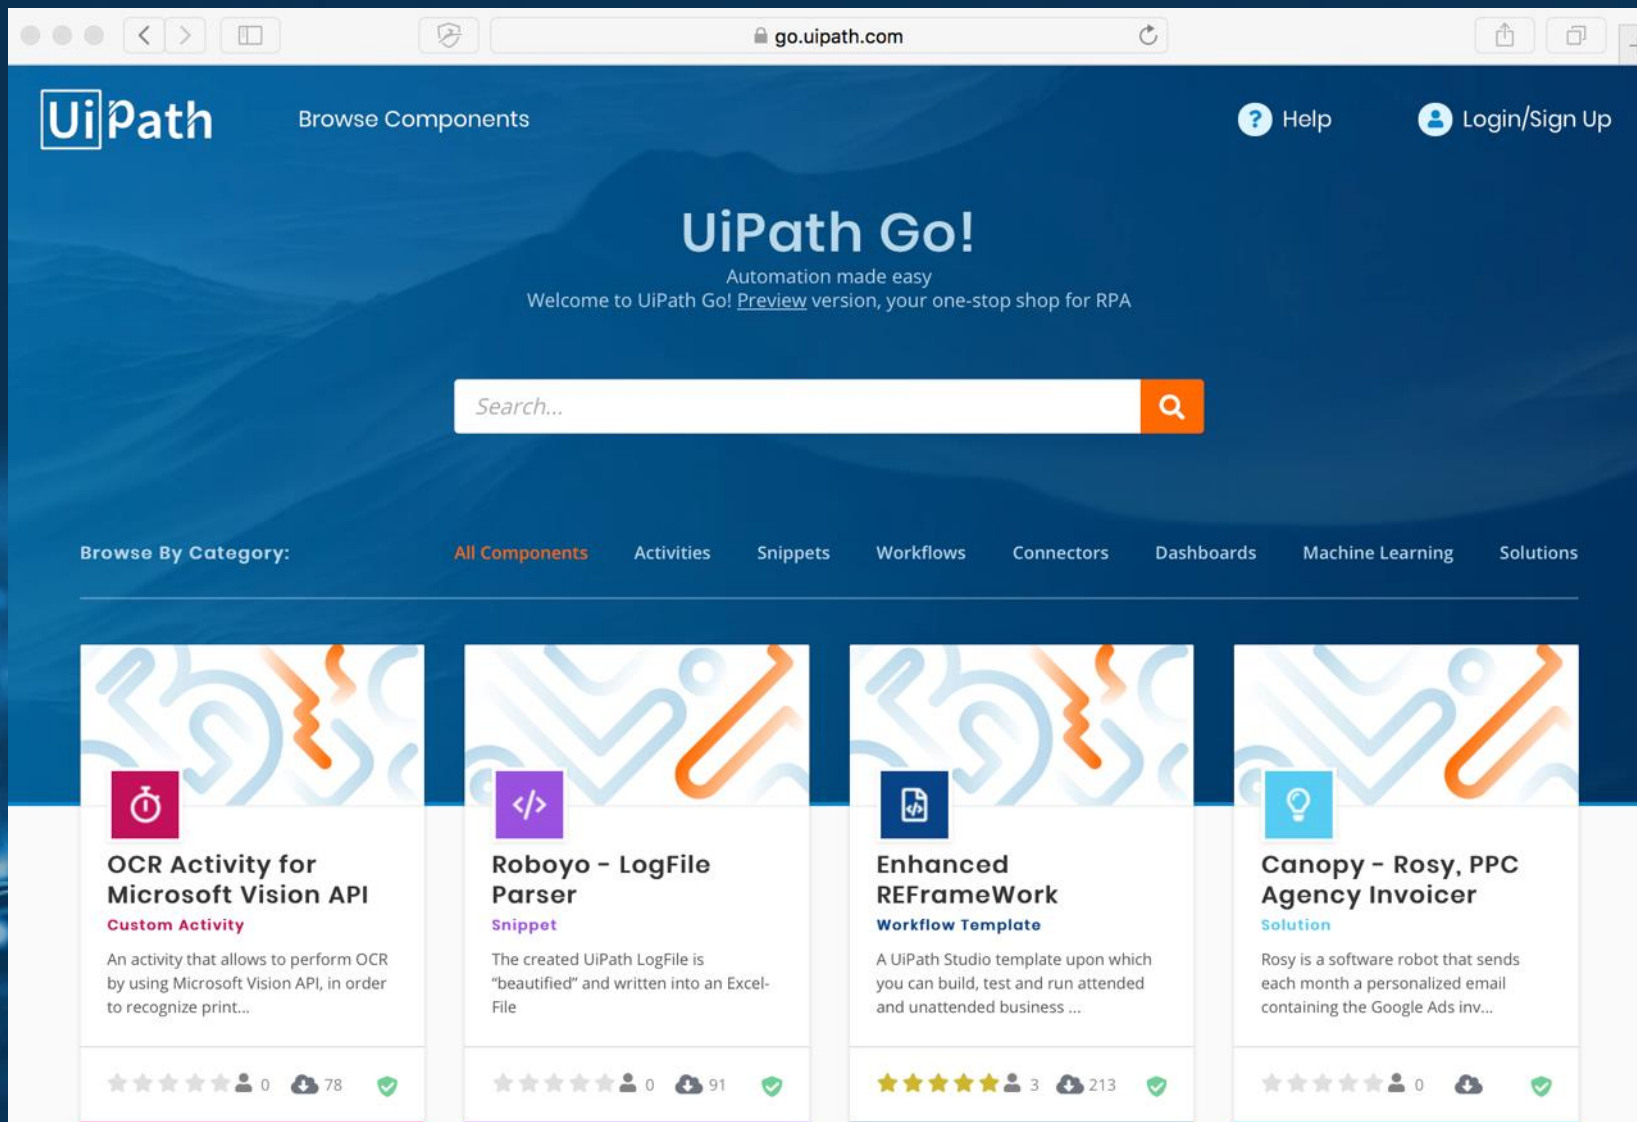 go.uipath.com
UiPath
Browse Components
? Help
Login/Sign Up
UiPath Go!
Automation made easy
Welcome to UiPath Go! Preview version, your one-stop shop for RPA
Search...
Browse By Category:
All Components
Activities
Snippets
Workflows
Connectors
Dashboards
Machine Learning
Solutions
</>
OCR Activity for
Microsoft Vision API
Custom Activity
An activity that allows to perform OCR
by using Microsoft Vision API, in order
to recognize print...
0
78
Roboyo - LogFile
Parser
Snippet
The created UiPath LogFile is
"beautified" and written into an Excel-
File
0
91
Enhanced
REFrameWork
Workflow Template
A UiPath Studio template upon which
you can build, test and run attended
and unattended business ...
3
213
Canopy - Rosy, PPC
Agency Invoicer
Solution
Rosy is a software robot that sends
each month a personalized email
containing the Google Ads inv...
0